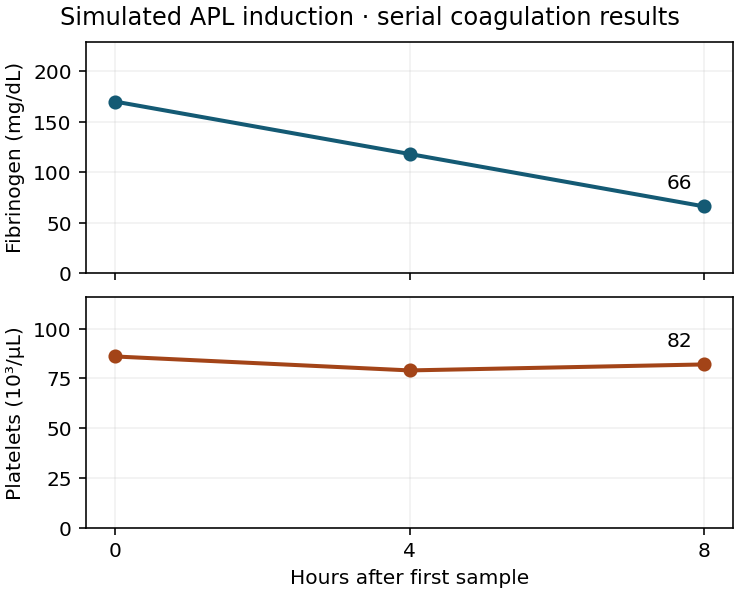 Simulated APL induction · serial coagulation results
Fibrinogen (mg/dL)
200
150
100
50
0
66
Platelets (10³/µL)
100
75
50
25
0
82
0 4 8
Hours after first sample